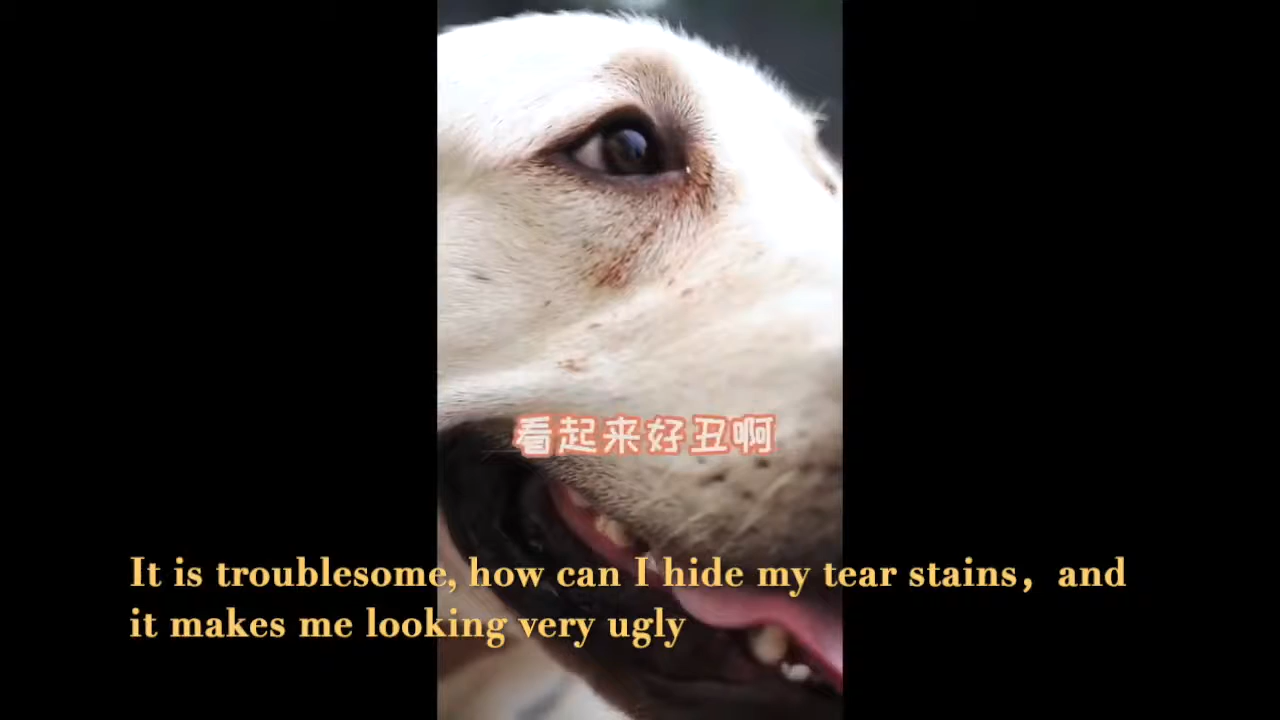 看起来好丑啊
It is troublesome, how can I hide my tear stains，and
it makes me looking very ugly